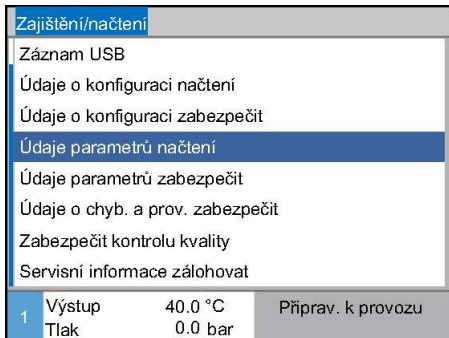 Zajištění/načtení
Záznam USB
Údaje o konfiguraci načtení
Údaje o konfiguraci zabezpečit
Údaje parametrů načtení
Údaje parametrů zabezpečit
Údaje o chyb. a prov. zabezpečit
Zabezpečit kontrolu kvality
Servisní informace zálohovat
1 Výstup 40.0 °C Připrav. k provozu
Tlak 0.0 bar